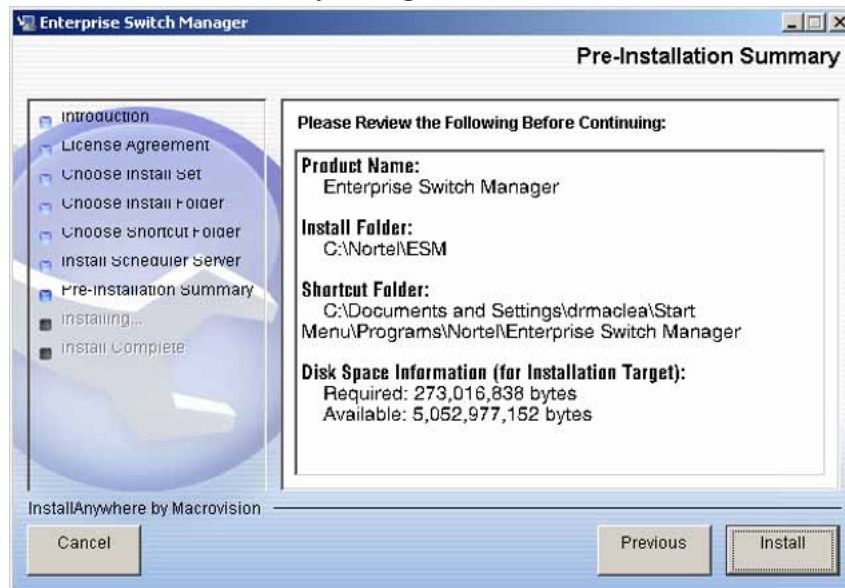 Enterprise Switch Manager
Pre-Installation Summary
Introduction
License Agreement
Choose Install Set
Choose Install Folder
Choose Shortcut Folder
Install Scheduler Server
Pre-Installation Summary
Installing...
Install Complete
Please Review the Following Before Continuing:
Product Name:
Enterprise Switch Manager
Install Folder:
C:\Nortel\ESM
Shortcut Folder:
C:\Documents and Settings\drmaclea\Start
Menu\Programs\Nortel\Enterprise Switch Manager
Disk Space Information (for Installation Target):
Required: 273,016,838 bytes
Available: 5,052,977,152 bytes
InstallAnywhere by Macrovision
Cancel
Previous
Install